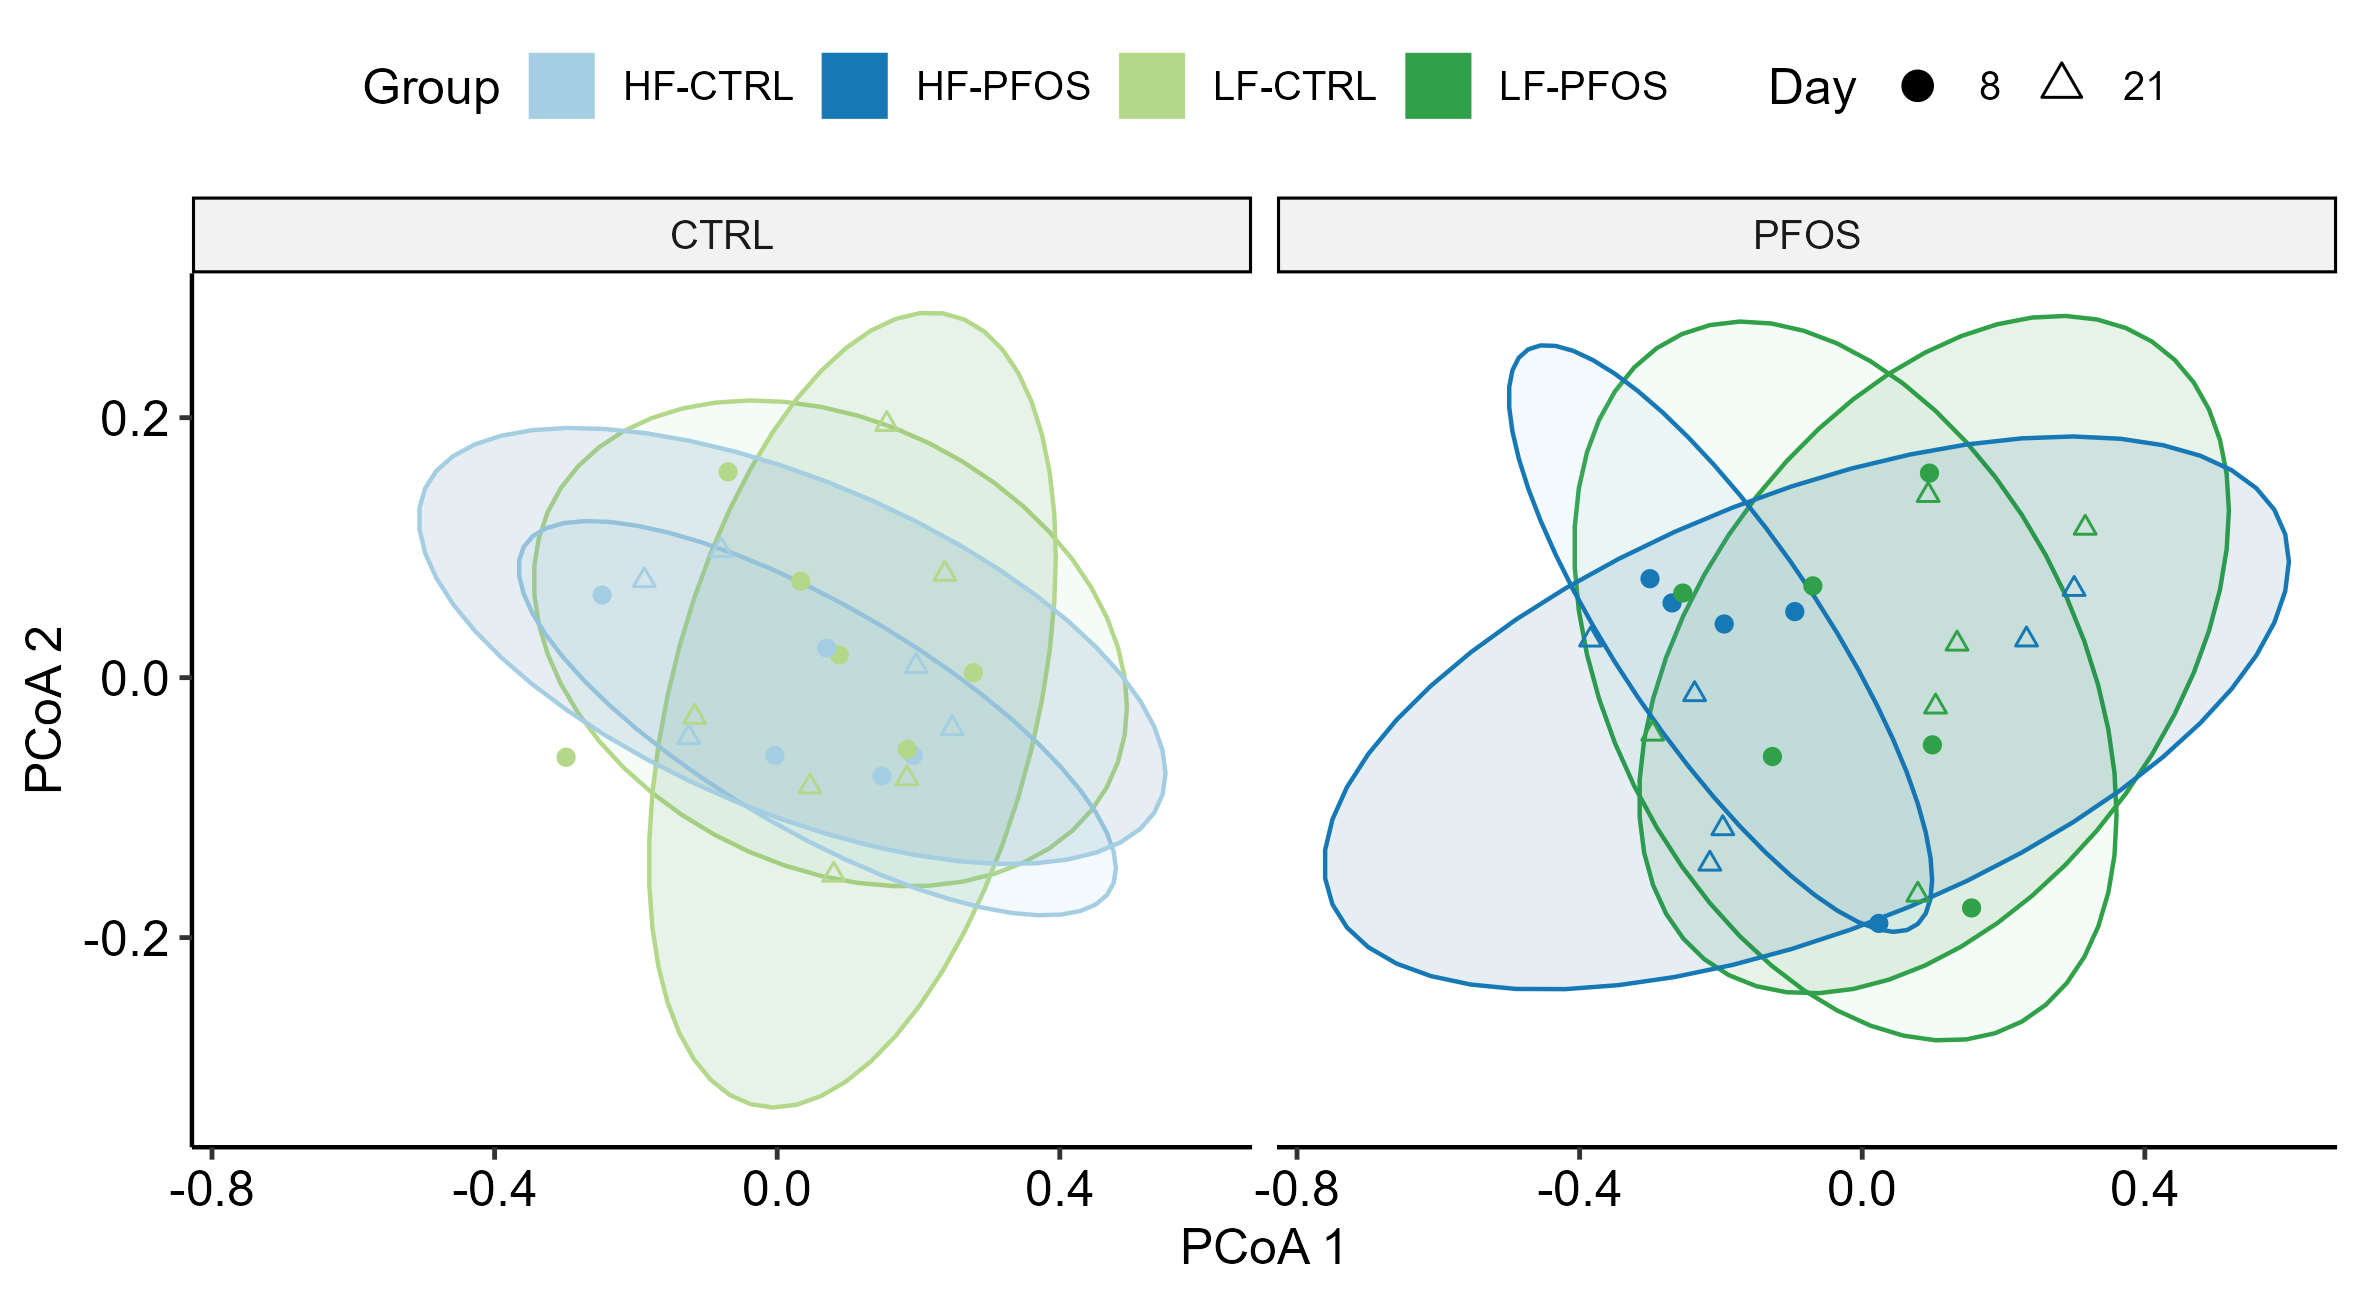 Group HF-CTRL HF-PFOS LF-CTRL LF-PFOS Day 8 21
CTRL PFOS
0.2
0.0
-0.2
PCoA 2
-0.8 -0.4 0.0 0.4 -0.8 -0.4 0.0 0.4
PCoA 1